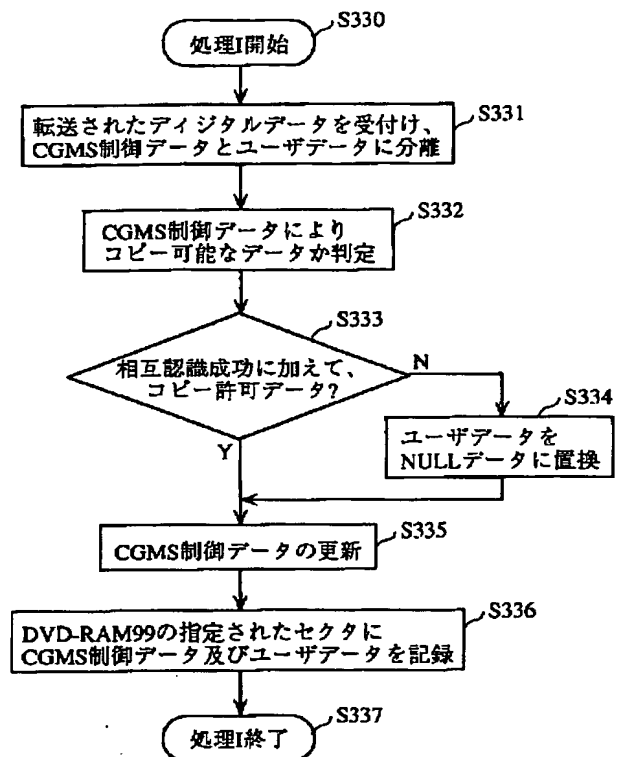 S330
処理I開始
S331
転送されたディジタルデータを受付け、
CGMS制御データとユーザデータに分離
S332
CGMS制御データにより
コピー可能なデータか判定
S333
相互認識成功に加えて、
コピー許可データ?
N
Y
S334
ユーザデータを
NULLデータに置換
S335
CGMS制御データの更新
S336
DVD-RAM99の指定されたセクタに
CGMS制御データ及びユーザデータを記録
S337
処理I終了